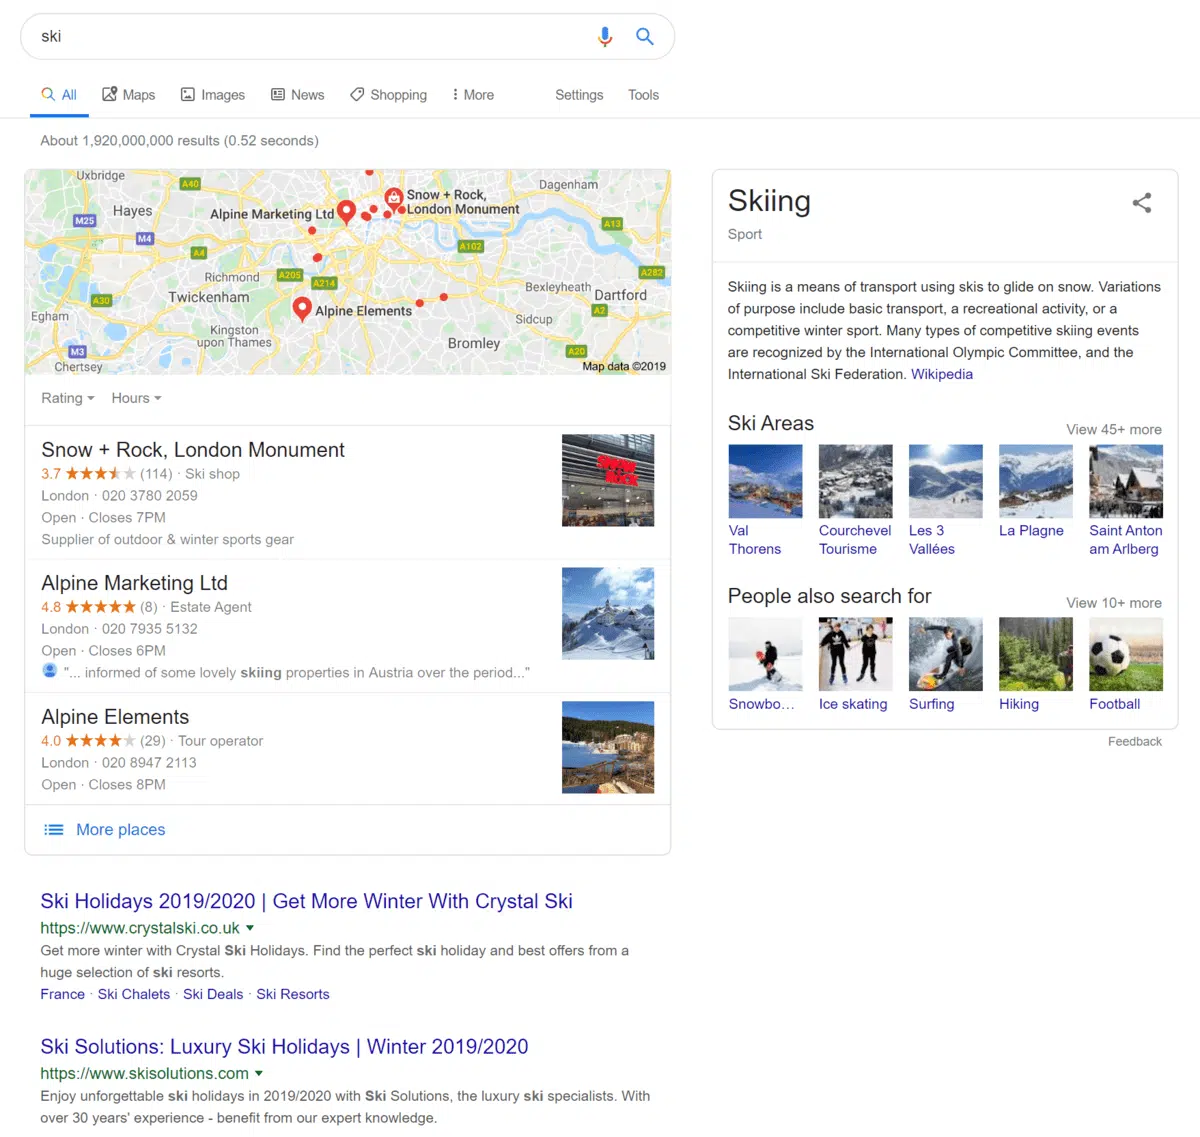 ski
All
Maps
Images
News
Shopping
More
Settings
Tools
About 1,920,000,000 results (0.52 seconds)
Uxbridge
A40
Dagenham
Hayes
M25
Alpine Marketing Ltd
Snow + Rock,
London Monument
A13
M4
A4
A102
Richmond
A205
A214
A282
Twickenham
A30
Bexleyheath
Dartford
Egham
Alpine Elements
A2
Sidcup
Kingston
upon Thames
Bromley
M3
A20
Chertsey
Map data ©2019
Rating
Hours
Snow + Rock, London Monument
3.7 ★★★★★ (114) · Ski shop
London · 020 3780 2059
Open · Closes 7PM
Supplier of outdoor & winter sports gear
SNOW
+
ROCK
Alpine Marketing Ltd
4.8 ★★★★★ (8) · Estate Agent
London · 020 7935 5132
Open · Closes 6PM
"... informed of some lovely skiing properties in Austria over the period..."
Alpine Elements
4.0 ★★★★★ (29) · Tour operator
London · 020 8947 2113
Open · Closes 8PM
More places
Ski Holidays 2019/2020 | Get More Winter With Crystal Ski
https://www.crystalski.co.uk
Get more winter with Crystal Ski Holidays. Find the perfect ski holiday and best offers from a
huge selection of ski resorts.
France · Ski Chalets · Ski Deals · Ski Resorts
Ski Solutions: Luxury Ski Holidays | Winter 2019/2020
https://www.skisolutions.com
Enjoy unforgettable ski holidays in 2019/2020 with Ski Solutions, the luxury ski specialists. With
over 30 years' experience - benefit from our expert knowledge.
Skiing
Sport
Skiing is a means of transport using skis to glide on snow. Variations
of purpose include basic transport, a recreational activity, or a
competitive winter sport. Many types of competitive skiing events
are recognized by the International Olympic Committee, and the
International Ski Federation. Wikipedia
Ski Areas
View 45+ more
Val
Thorens
Courchevel
Tourisme
Les 3
Vallées
La Plagne
Saint Anton
am Arlberg
People also search for
View 10+ more
Snowbo...
Ice skating
Surfing
Hiking
Football
Feedback